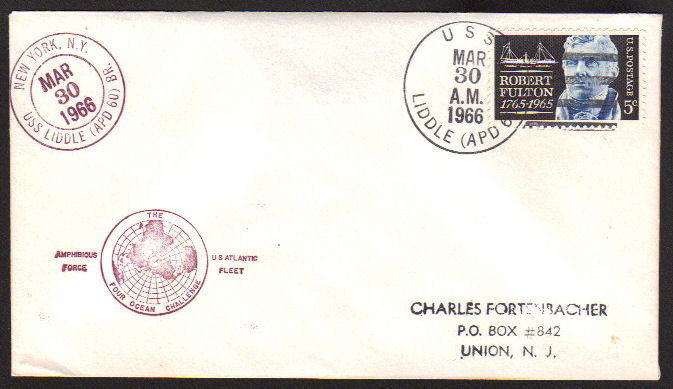 NEW YORK, N.Y. BR.
MAR
30
1966
USS LIDDLE (APD 60)
USS
MAR
30
A.M.
1966
LIDDLE (APD 60)
ROBERT
FULTON
1765-1965
U.S. POSTAGE
5c
THE
FOUR OCEAN CHALLENGE
AMPHIBIOUS
FORCE
U S ATLANTIC
FLEET
CHARLES FORTENBACHER
P.O. BOX #842
UNION, N. J.